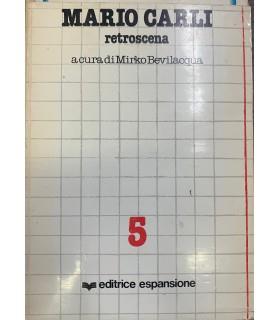 MARIO CARLI
retroscena
a cura di Mirko Bevilacqua
5
editrice espansione